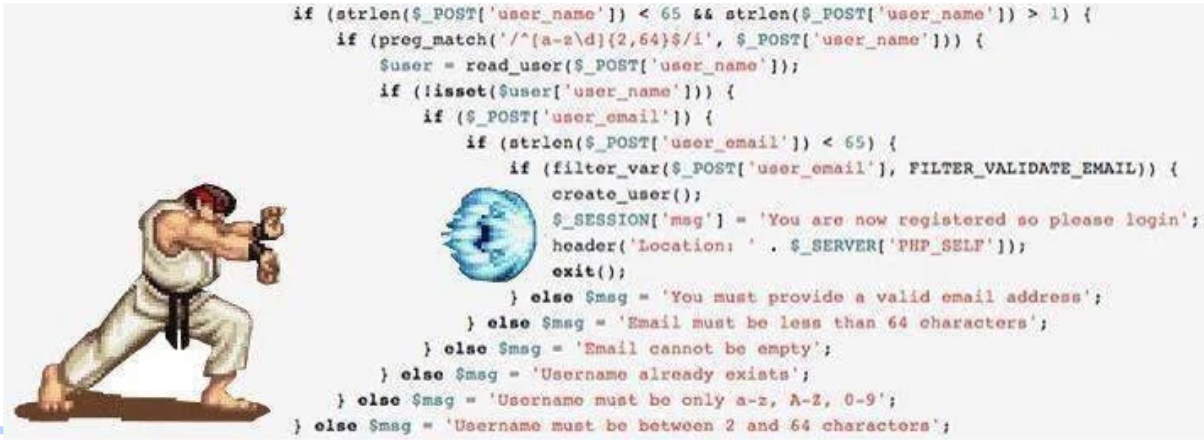 if (strlen($_POST['user_name']) < 65 && strlen($_POST['user_name']) > 1) {
if (preg_match('/^[a-z\d]{2,64}$/i', $_POST['user_name'])) {
$user = read_user($_POST['user_name']);
if (!isset($user['user_name'])) {
if ($_POST['user_email']) {
if (strlen($_POST['user_email']) < 65) {
if (filter_var($_POST['user_email'], FILTER_VALIDATE_EMAIL)) {
create_user();
$_SESSION['msg'] = 'You are now registered so please login';
header('Location: ' . $_SERVER['PHP_SELF']);
exit();
} else $msg = 'You must provide a valid email address';
} else $msg = 'Email must be less than 64 characters';
} else $msg = 'Email cannot be empty';
} else $msg = 'Username already exists';
} else $msg = 'Username must be only a-z, A-Z, 0-9';
} else $msg = 'Username must be between 2 and 64 characters';